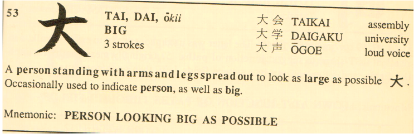 53
大
TAI, DAI, ōkii
BIG
3 strokes
大会 TAIKAI assembly
大学 DAIGAKU university
大声 ŌGOE loud voice
A person standing with arms and legs spread out to look as large as possible 大.
Occasionally used to indicate person, as well as big.
Mnemonic: PERSON LOOKING BIG AS POSSIBLE